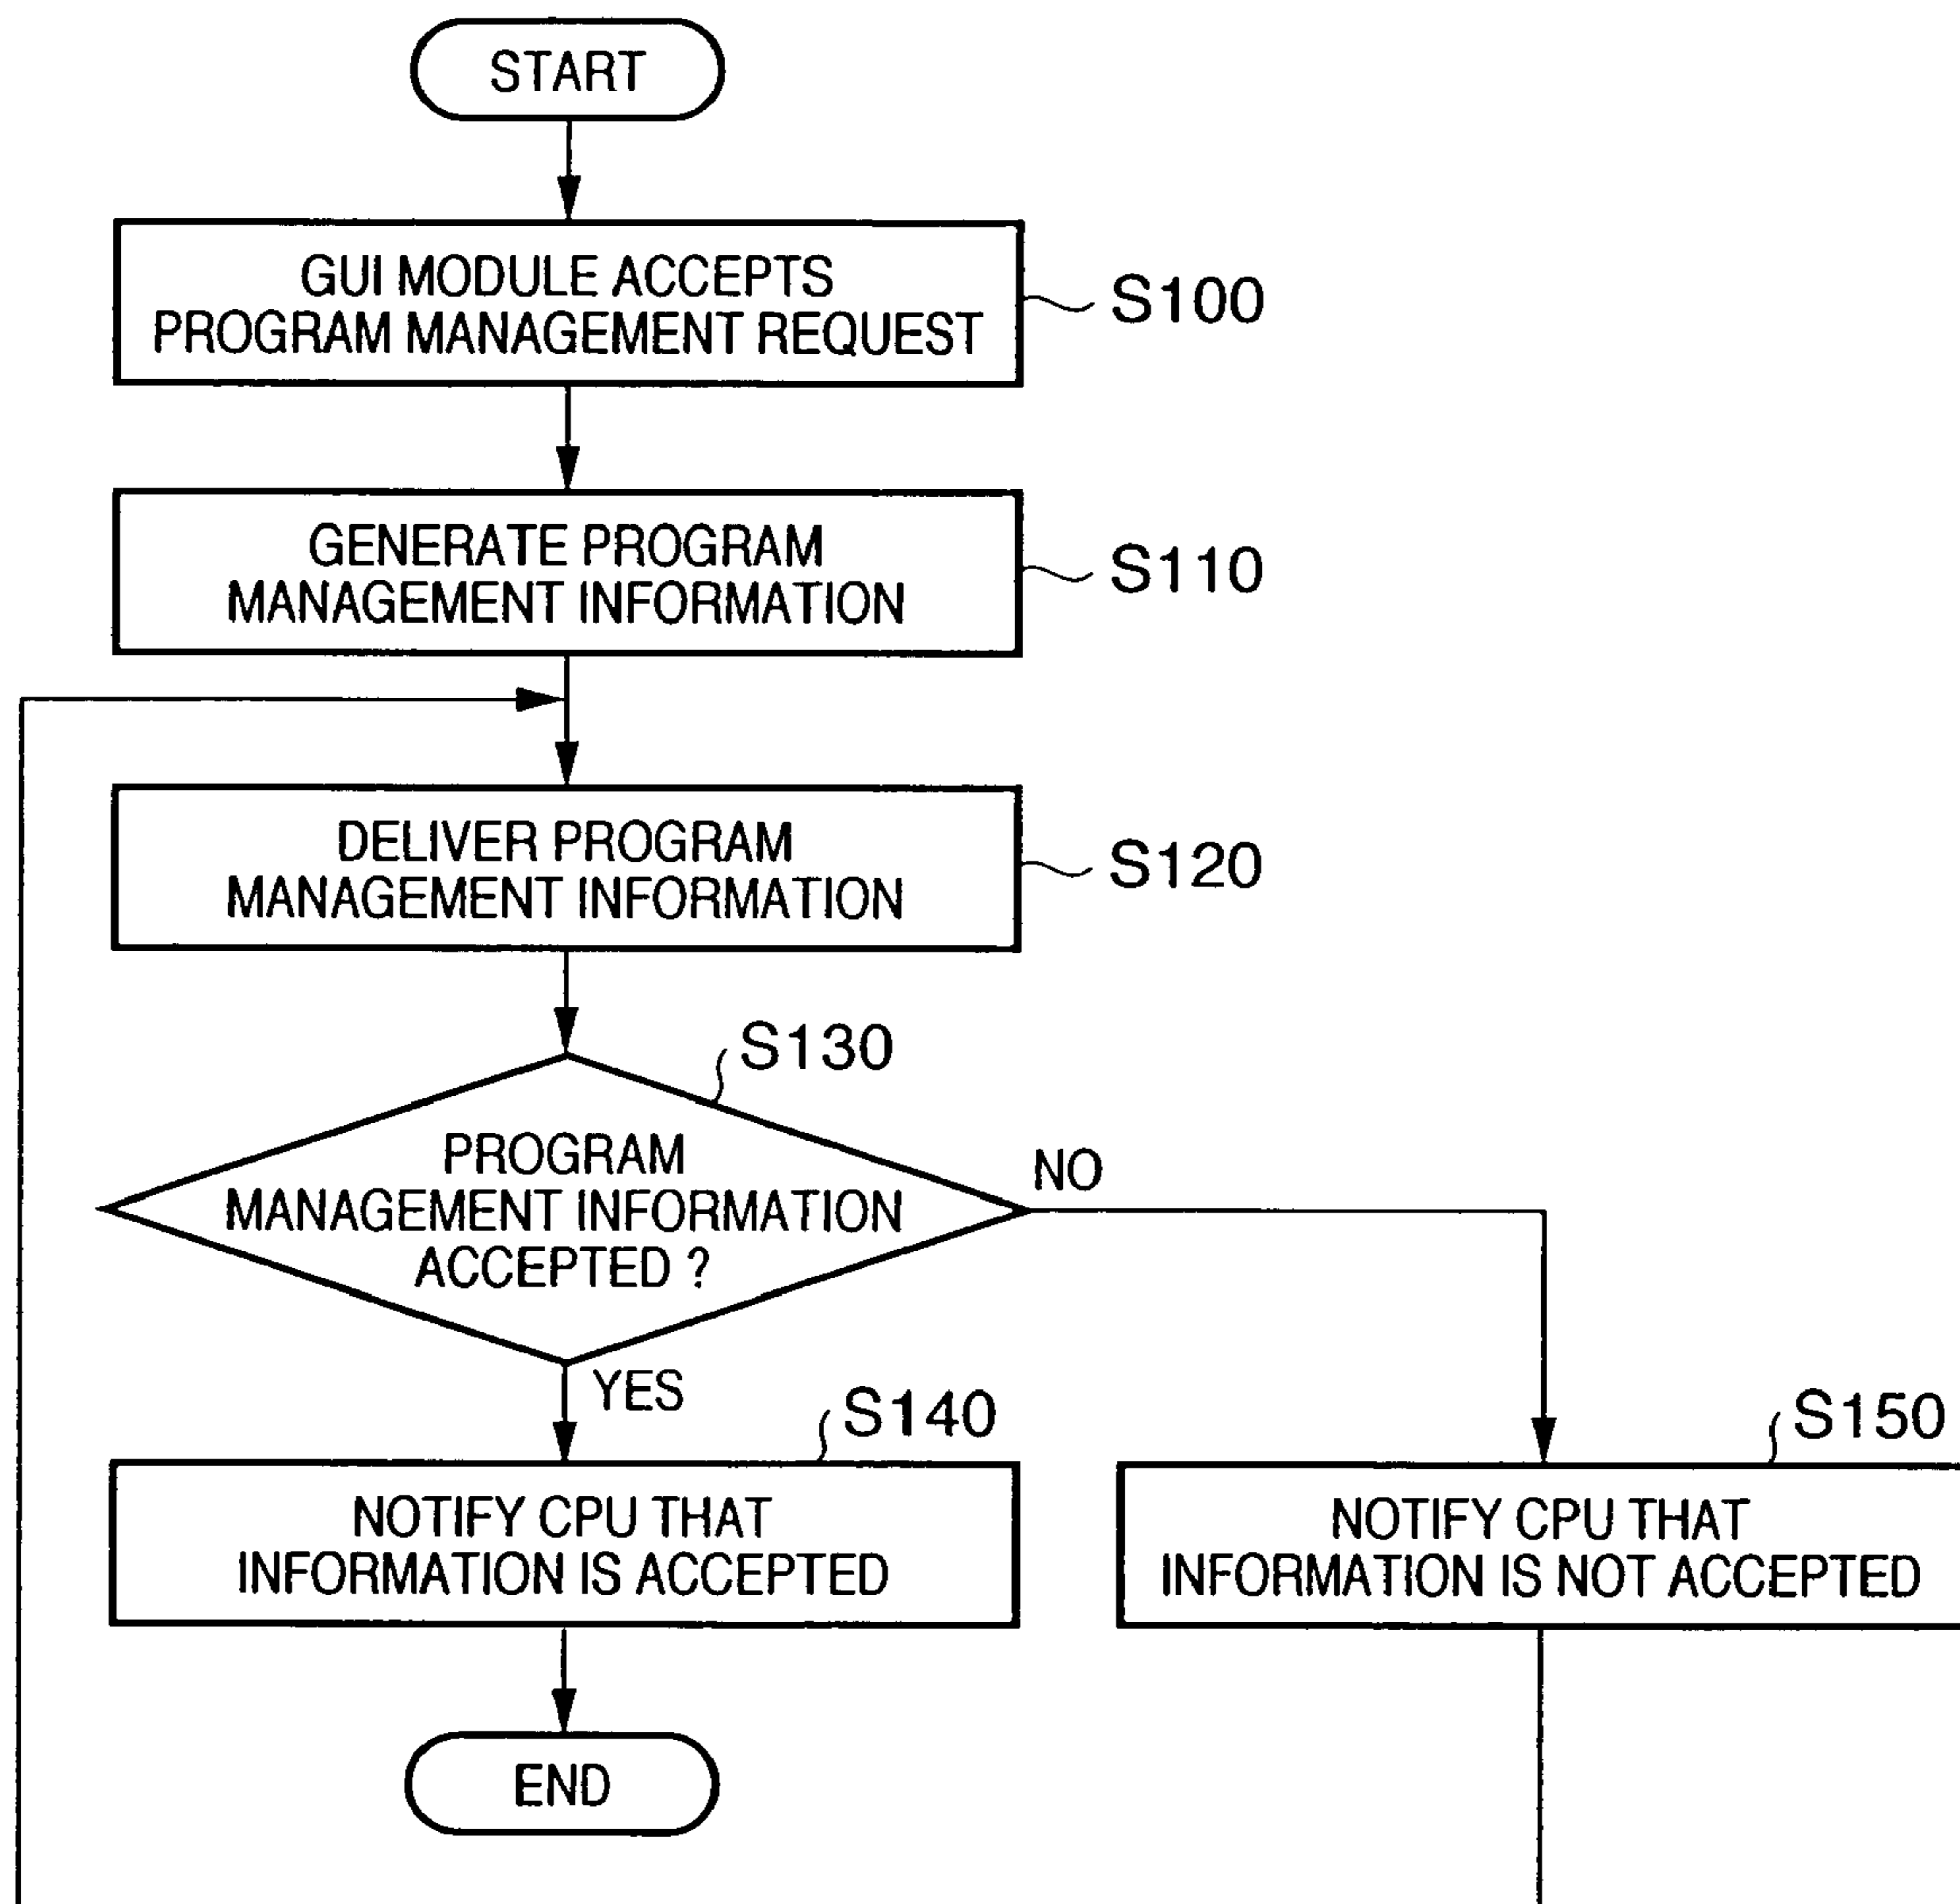 START
GUI MODULE ACCEPTS
PROGRAM MANAGEMENT REQUEST
S100
GENERATE PROGRAM
MANAGEMENT INFORMATION
S110
DELIVER PROGRAM
MANAGEMENT INFORMATION
S120
S130
PROGRAM
MANAGEMENT INFORMATION
ACCEPTED ?
NO
YES
S140
NOTIFY CPU THAT
INFORMATION IS ACCEPTED
S150
NOTIFY CPU THAT
INFORMATION IS NOT ACCEPTED
END